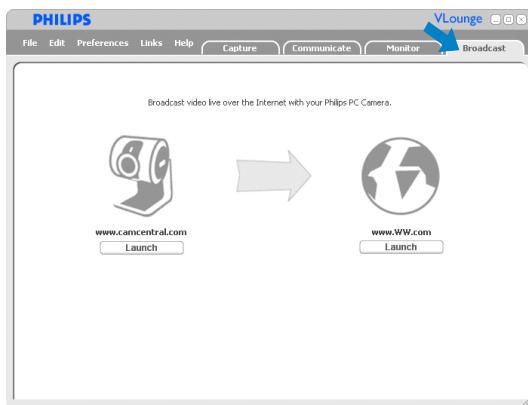 PHILIPS
VLounge
File Edit Preferences Links Help Capture Communicate Monitor Broadcast
Broadcast video live over the Internet with your Philips PC Camera.
www.camcentral.com
Launch
www.WW.com
Launch